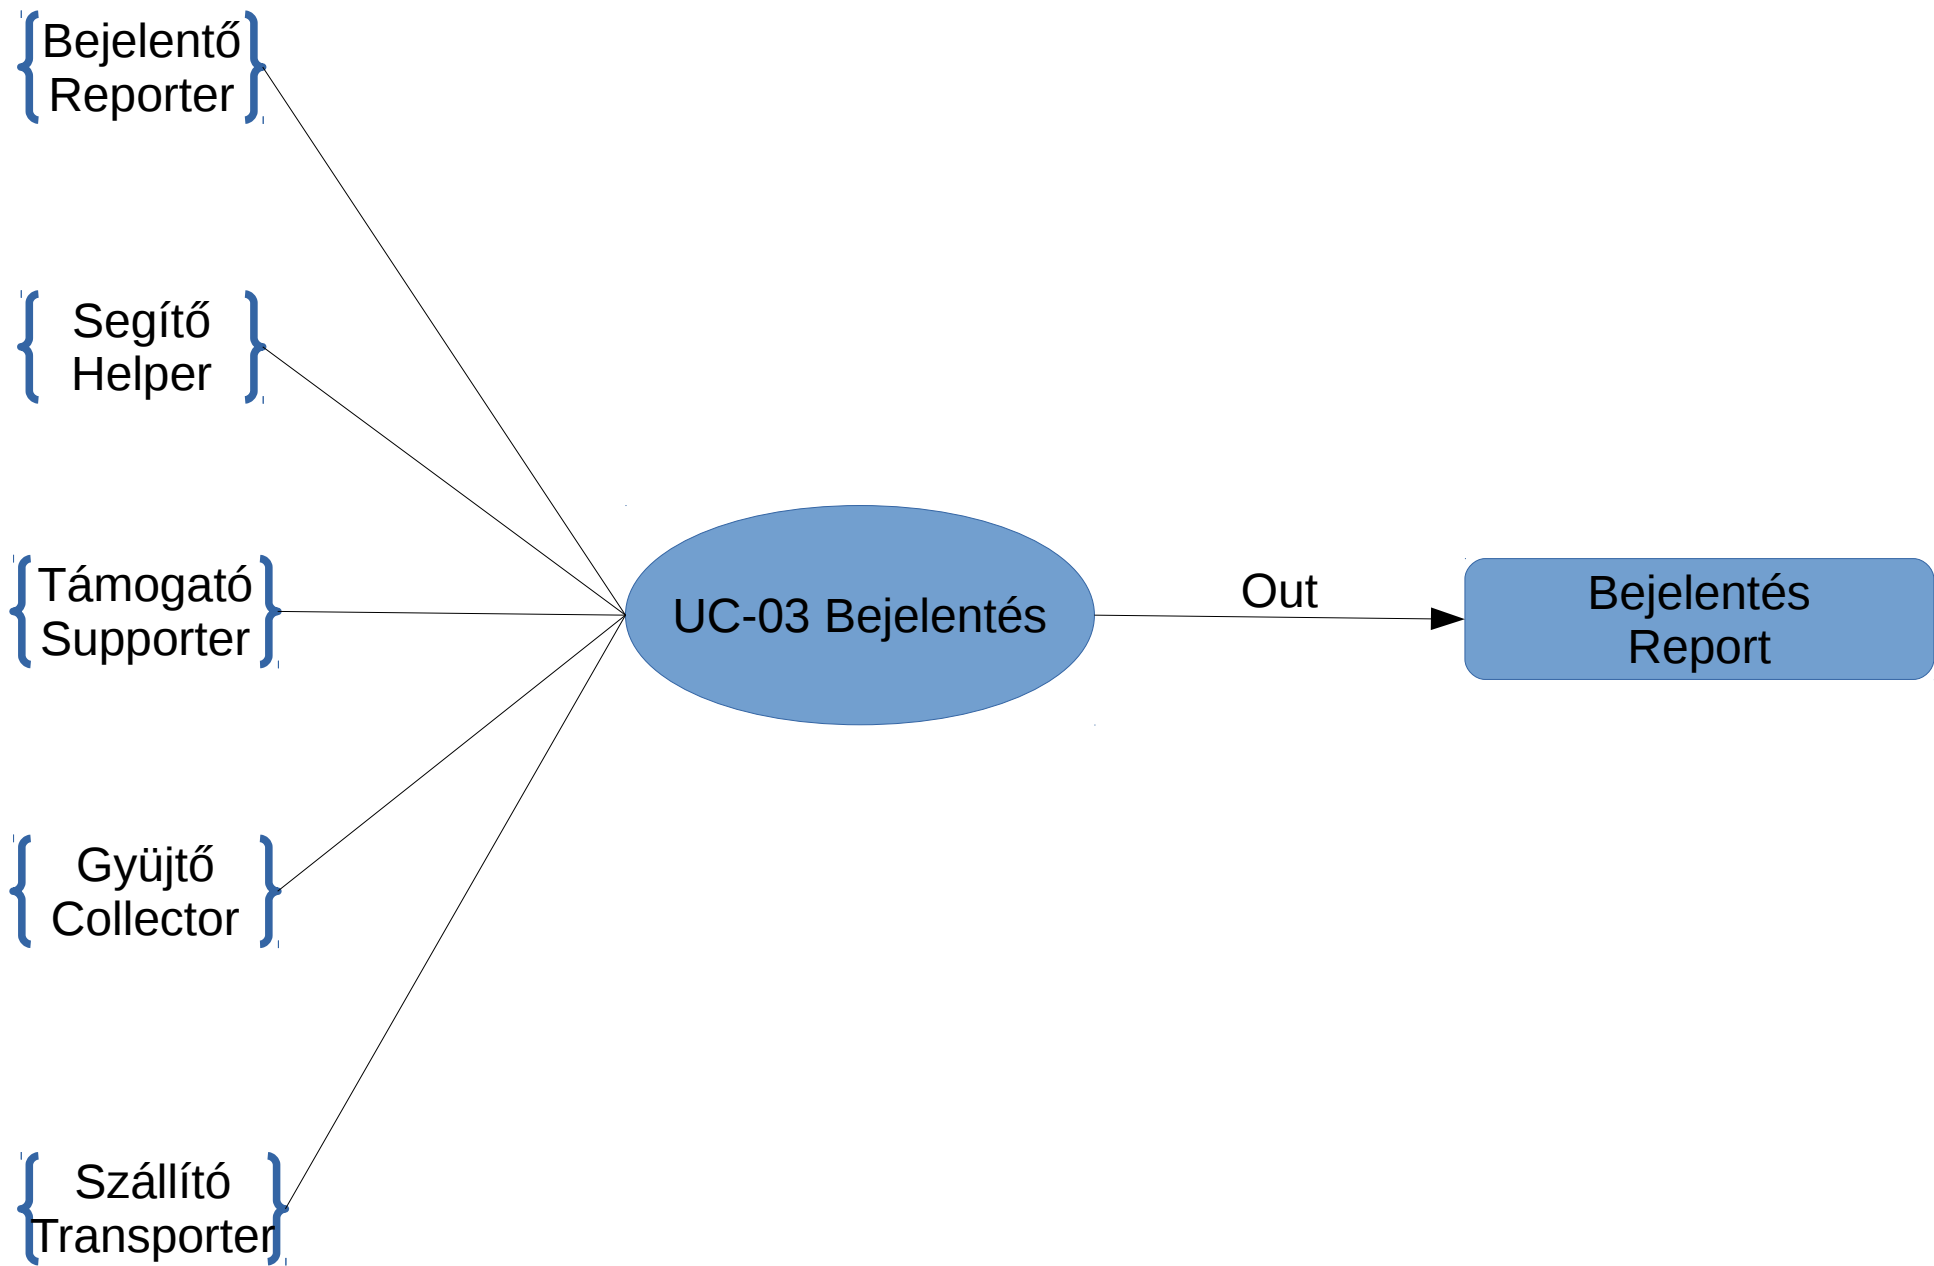 Bejelentő
Reporter
Segítő
Helper
Támogató
Supporter
Gyüjtő
Collector
Szállító
Transporter
UC-03 Bejelentés
Out
Bejelentés
Report